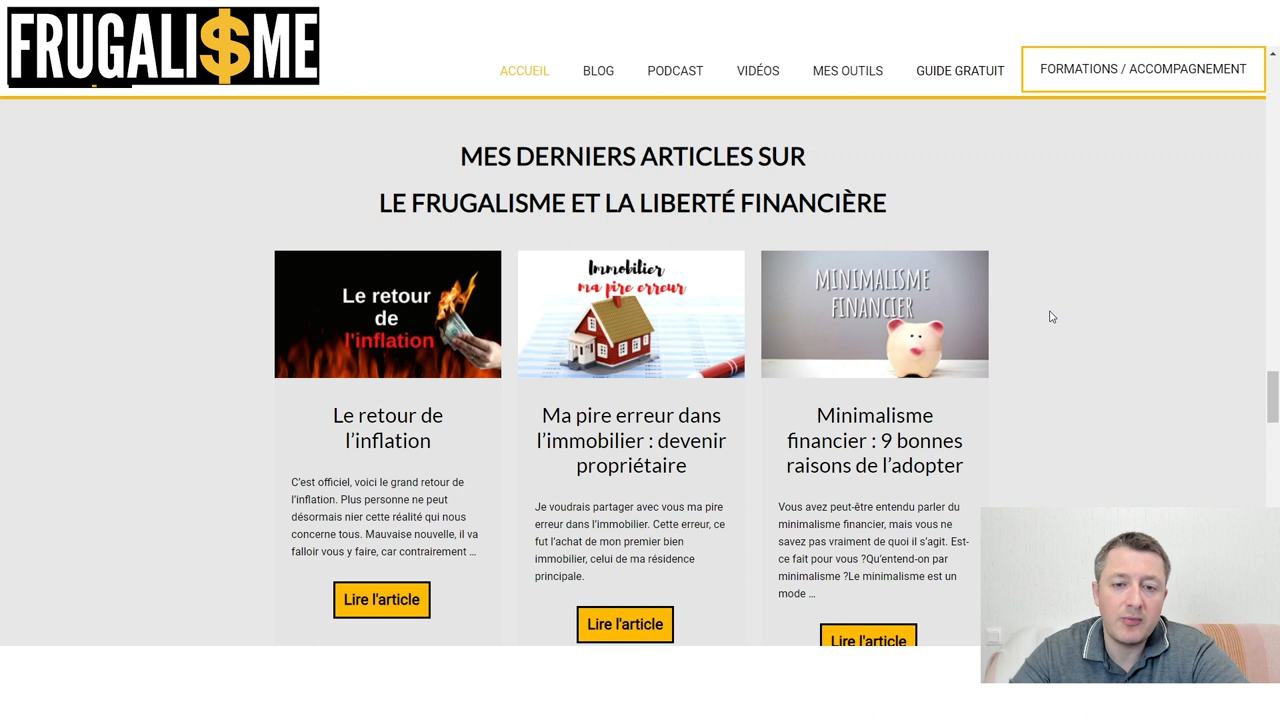 FRUGALI$ME
ACCUEIL
BLOG
PODCAST
VIDÉOS
MES OUTILS
GUIDE GRATUIT
FORMATIONS / ACCOMPAGNEMENT
MES DERNIERS ARTICLES SUR
LE FRUGALISME ET LA LIBERTÉ FINANCIÈRE
Le retour
de
l'inflation
Le retour de
l’inflation
C’est officiel, voici le grand retour de
l’inflation. Plus personne ne peut
désormais nier cette réalité qui nous
concerne tous. Mauvaise nouvelle, il va
falloir vous y faire, car contrairement ...
Lire l'article
Immobilier
ma pire erreur
Ma pire erreur dans
l’immobilier : devenir
propriétaire
Je voudrais partager avec vous ma pire
erreur dans l’immobilier. Cette erreur, ce
fut l’achat de mon premier bien
immobilier, celui de ma résidence
principale.
Lire l'article
MINIMALISME
FINANCIER
Minimalisme
financier : 9 bonnes
raisons de l’adopter
Vous avez peut-être entendu parler du
minimalisme financier, mais vous ne
savez pas vraiment de quoi il s’agit. Est-
ce fait pour vous ?Qu’entend-on par
minimalisme ?Le minimalisme est un
mode ...
Lire l'article